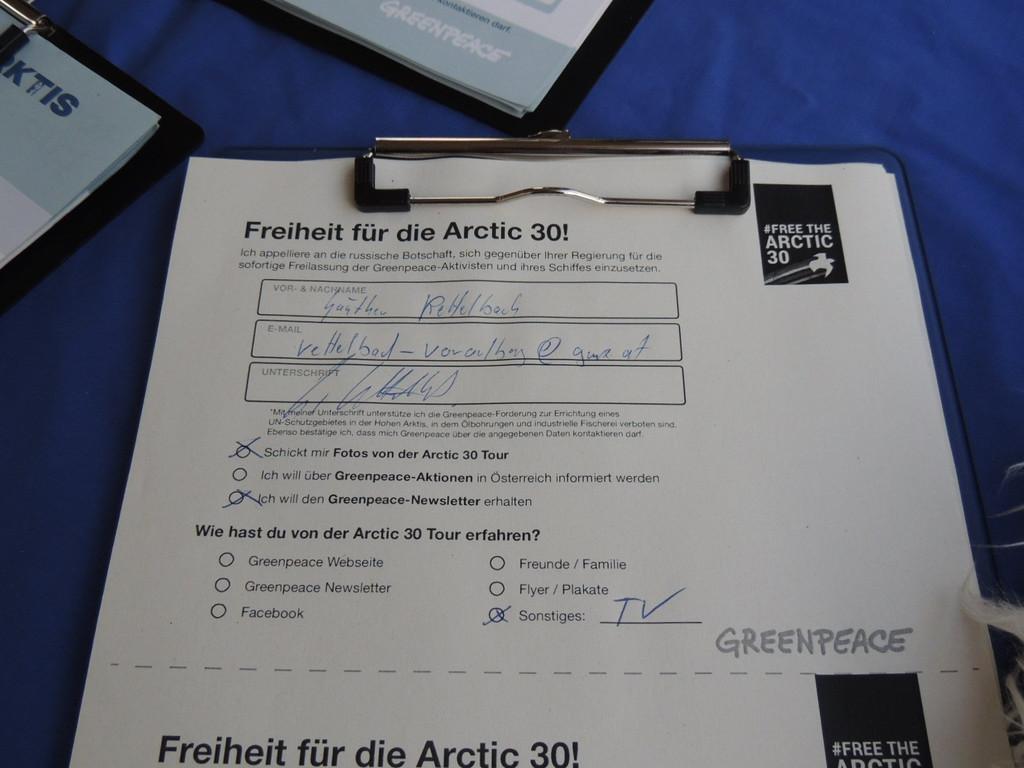 kontaktieren darf.
GREENPEACE
KTIS
Freiheit für die Arctic 30!
#FREE THE
ARCTIC
30
Ich appelliere an die russische Botschaft, sich gegenüber Ihrer Regierung für die
sofortige Freilassung der Greenpeace-Aktivisten und ihres Schiffes einzusetzen.
VOR- & NACHNAME
Rettelbach
E-MAIL
UNTERSCHRIFT
*Mit meiner Unterschrift unterstütze ich die Greenpeace-Forderung zur Errichtung eines
UN-Schutzgebietes in der Hohen Arktis, in dem Ölbohrungen und industrielle Fischerei verboten sind.
Ebenso bestätige ich, dass mich Greenpeace über die angegebenen Daten kontaktieren darf.
Schickt mir Fotos von der Arctic 30 Tour
Ich will über Greenpeace-Aktionen in Österreich informiert werden
Ich will den Greenpeace-Newsletter erhalten
Wie hast du von der Arctic 30 Tour erfahren?
Greenpeace Webseite
Greenpeace Newsletter
Facebook
Freunde / Familie
Flyer / Plakate
Sonstiges: TV
GREENPEACE
Freiheit für die Arctic 30!
#FREE THE
ARCTIC